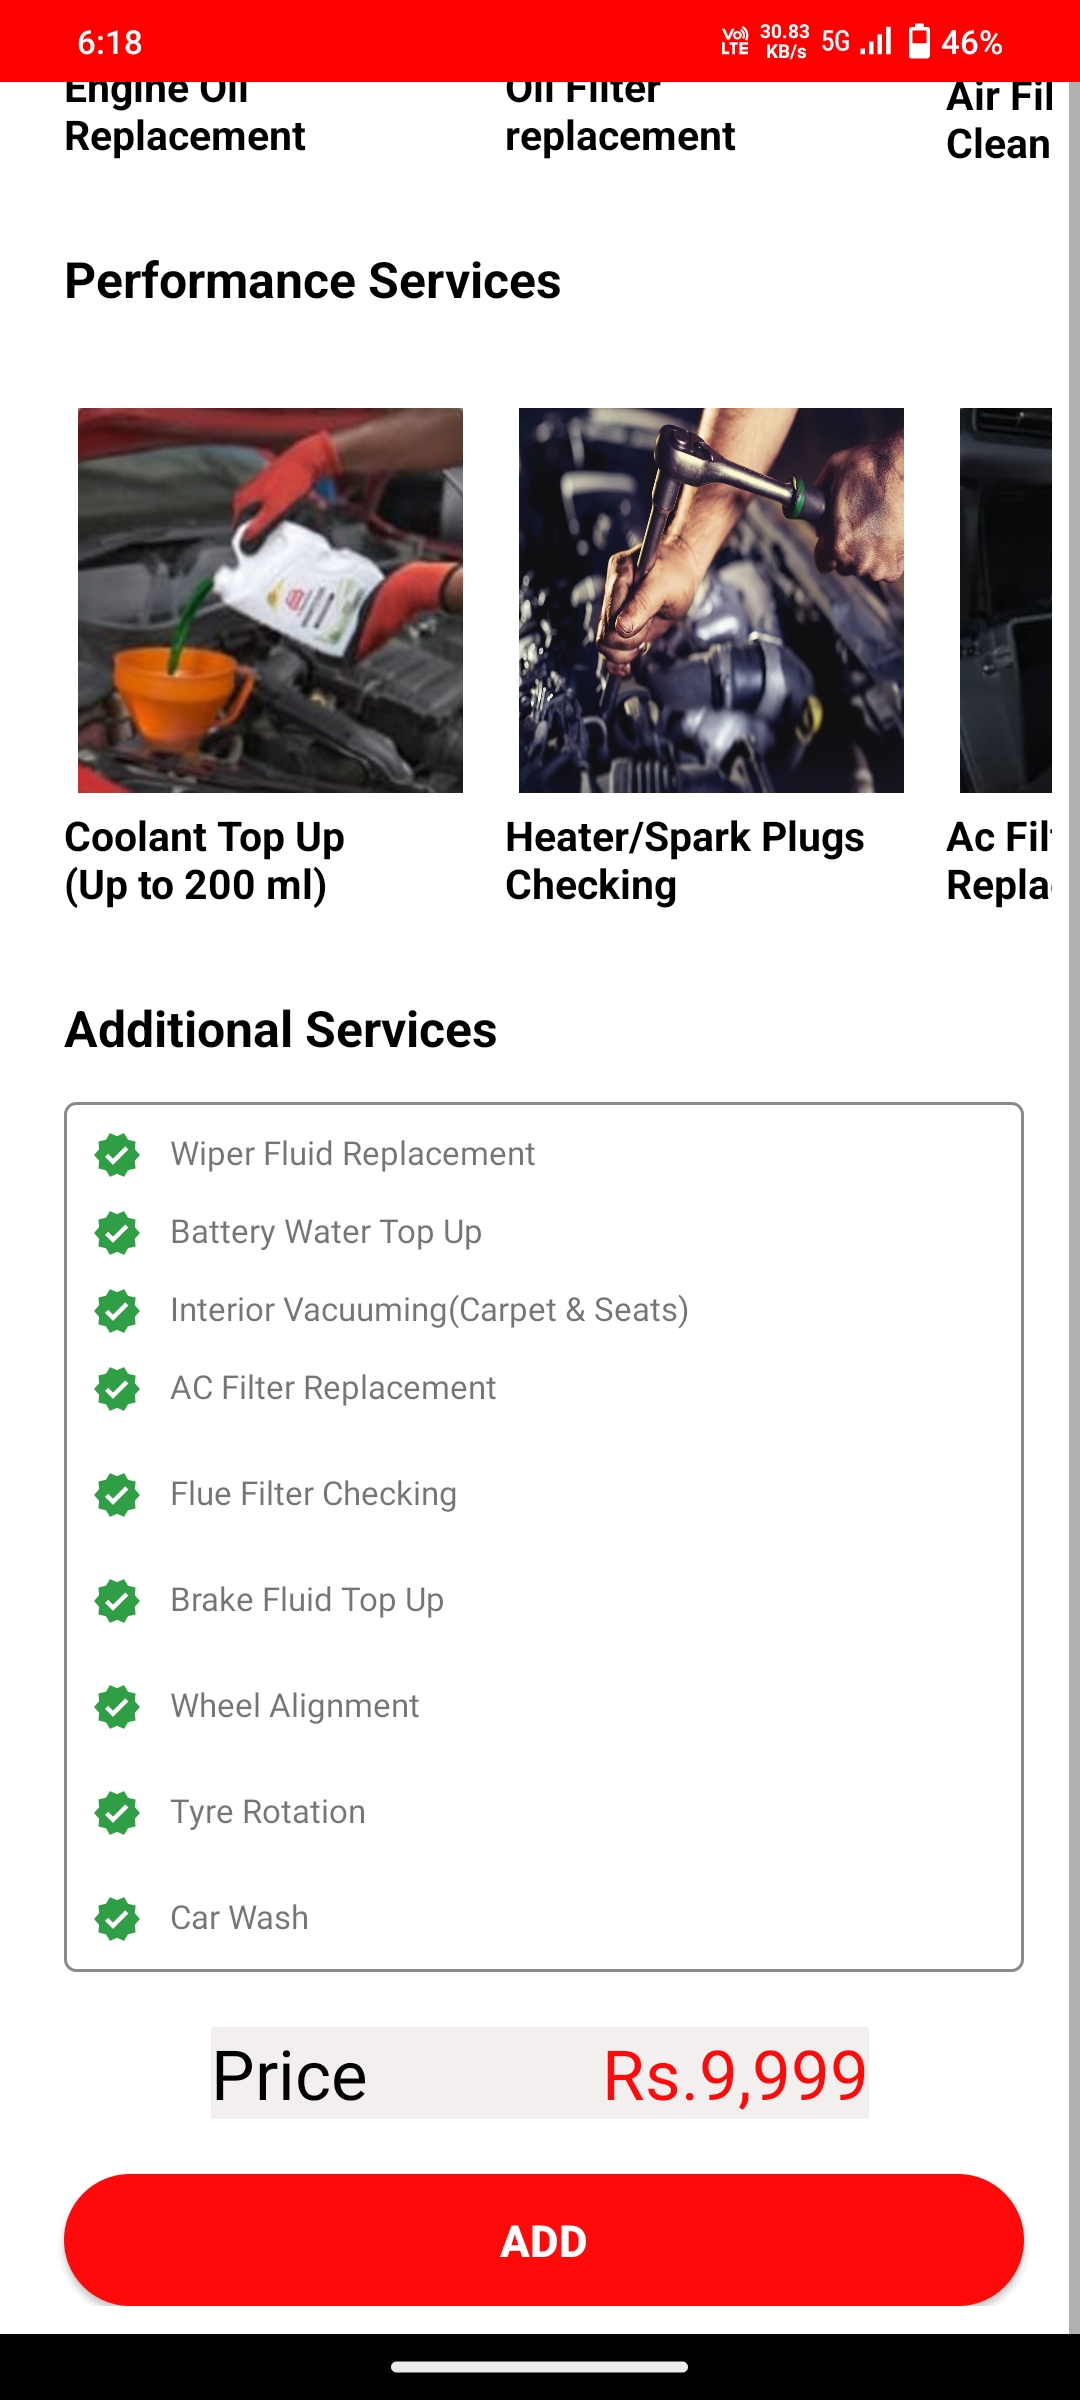 6:18
Vo)) LTE 30.83 KB/s 5G 46%
Engine Oil
Replacement
Oil Filter
replacement
Air Fil
Clean
Performance Services
Coolant Top Up
(Up to 200 ml)
Heater/Spark Plugs
Checking
Ac Filt
Repla
Additional Services
Wiper Fluid Replacement
Battery Water Top Up
Interior Vacuuming(Carpet & Seats)
AC Filter Replacement
Flue Filter Checking
Brake Fluid Top Up
Wheel Alignment
Tyre Rotation
Car Wash
Price Rs.9,999
ADD